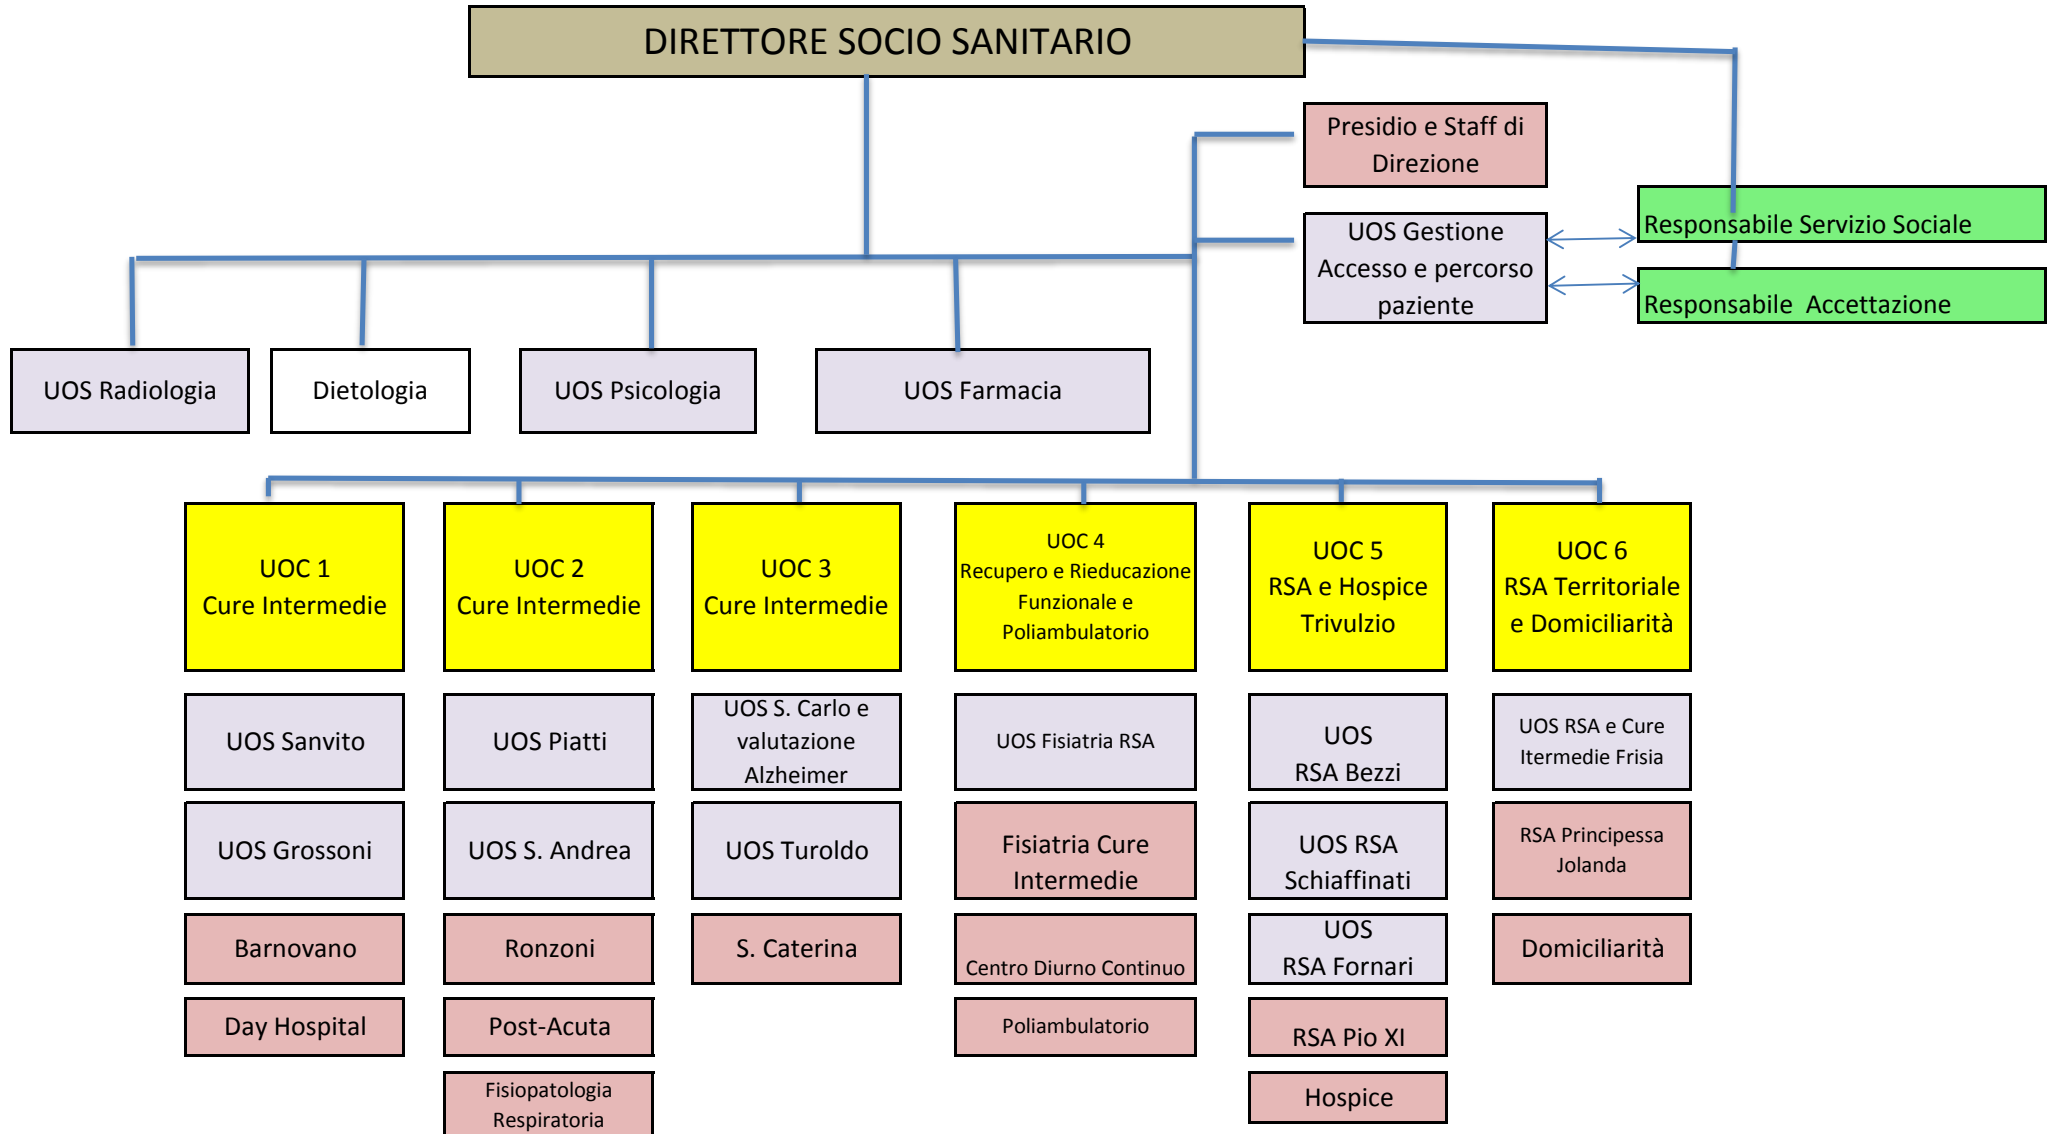 DIRETTORE SOCIO SANITARIO
Presidio e Staff di
Direzione
UOS Gestione
Accesso e percorso
paziente
Responsabile Servizio Sociale
Responsabile  Accettazione
UOS Radiologia
Dietologia
UOS Psicologia
UOS Farmacia
UOC 1
Cure Intermedie
UOC 2
Cure Intermedie
UOC 3
Cure Intermedie
UOC 4
Recupero e Rieducazione
Funzionale e
Poliambulatorio
UOC 5
RSA e Hospice
Trivulzio
UOC 6
RSA Territoriale
e Domiciliarità
UOS Sanvito
UOS Piatti
UOS S. Carlo e
valutazione
Alzheimer
UOS Fisiatria RSA
UOS
RSA Bezzi
UOS RSA e Cure
Itermedie Frisia
UOS Grossoni
UOS S. Andrea
UOS Turoldo
Fisiatria Cure
Intermedie
UOS RSA
Schiaffinati
RSA Principessa
Jolanda
Barnovano
Ronzoni
S. Caterina
Centro Diurno Continuo
UOS
RSA Fornari
Domiciliarità
Day Hospital
Post-Acuta
Poliambulatorio
RSA Pio XI
Fisiopatologia
Respiratoria
Hospice